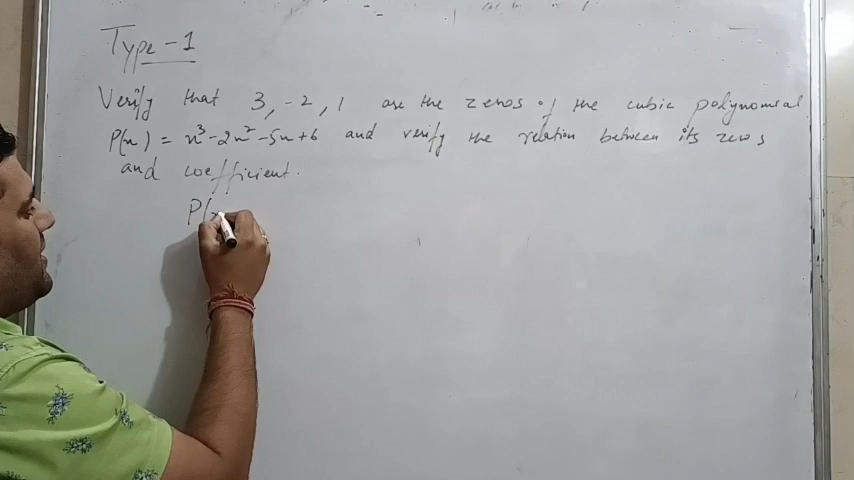 Type - 1
Verify that 3, -2, 1 are the zeros of the cubic polynomial
P(x) = x³-2x²-5x+6 and verify the relation between its zeros
and coefficient.
P(